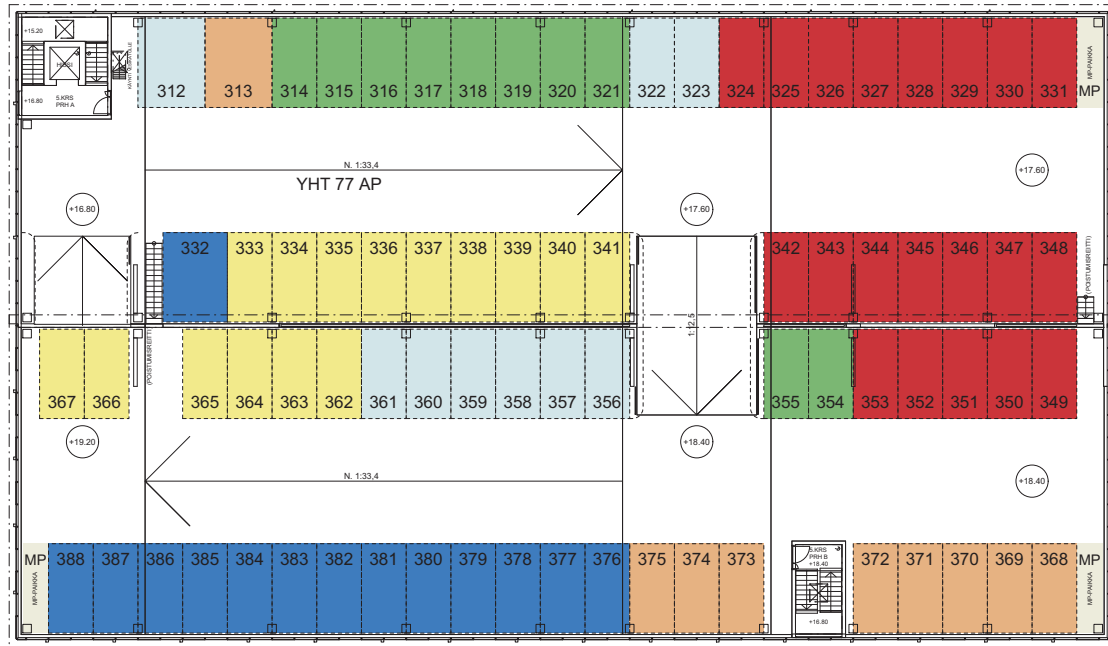 +15.20
HISSI
KÄYNTI VESIKATOLLE
+16.80
5.KRS
PRH A
312 313 314 315 316 317 318 319 320 321 322 323 324 325 326 327 328 329 330 331 MP
MP-PAIKKA
N. 1:33,4
YHT 77 AP
+16.80
+17.60
+17.60
332 333 334 335 336 337 338 339 340 341 342 343 344 345 346 347 348
(POISTUMISREITTI)
(POISTUMISREITTI)
1:12,5
367 366 365 364 363 362 361 360 359 358 357 356 355 354 353 352 351 350 349
+19.20
+18.40
N. 1:33,4
+18.40
MP 388 387 386 385 384 383 382 381 380 379 378 377 376 375 374 373 372 371 370 369 368 MP
MP-PAIKKA
5.KRS
PRH B
+18.40
+16.80
MP-PAIKKA